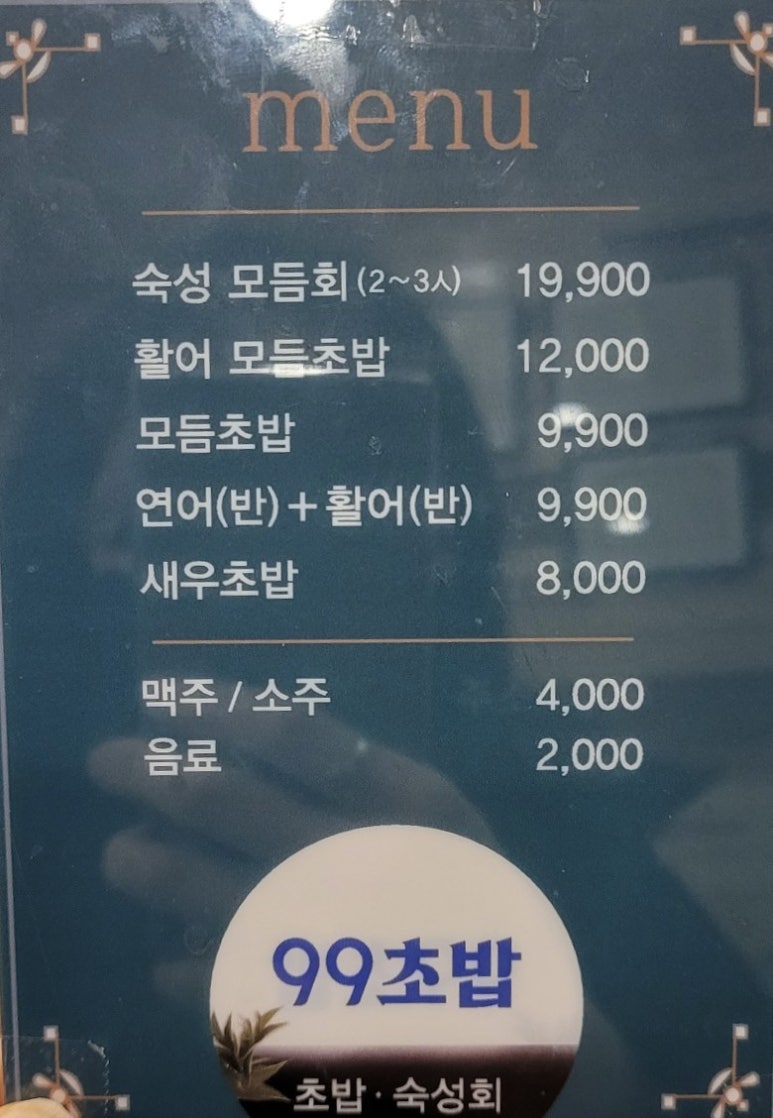 menu
숙성 모듬회(2~3人) 19,900
활어 모듬초밥 12,000
모듬초밥 9,900
연어(반)+활어(반) 9,900
새우초밥 8,000
맥주 / 소주 4,000
음료 2,000
99초밥
초밥·숙성회